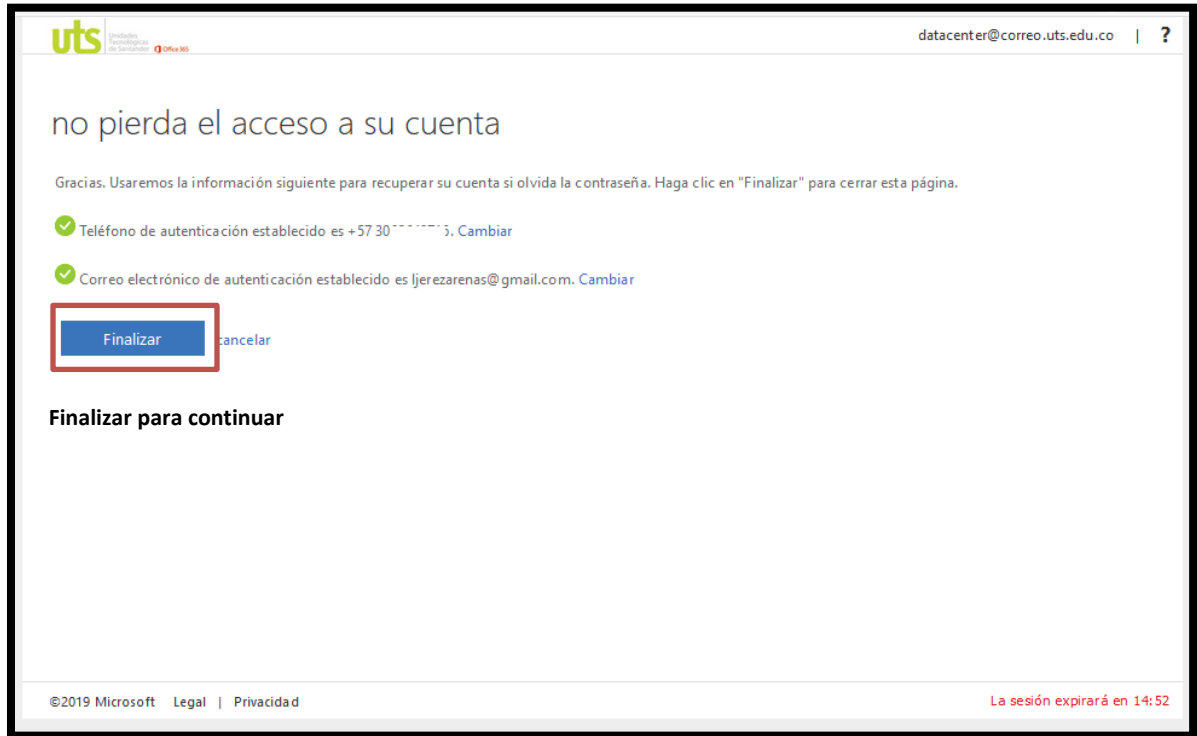 uts Unidades
Tecnológicas
de Santander Office 365
datacenter@correo.uts.edu.co | ?
no pierda el acceso a su cuenta
Gracias. Usaremos la información siguiente para recuperar su cuenta si olvida la contraseña. Haga clic en "Finalizar" para cerrar esta página.
Teléfono de autenticación establecido es +57 30 . Cambiar
Correo electrónico de autenticación establecido es ljerezarenas@gmail.com. Cambiar
Finalizar cancelar
Finalizar para continuar
©2019 Microsoft Legal | Privacidad
La sesión expirará en 14:52